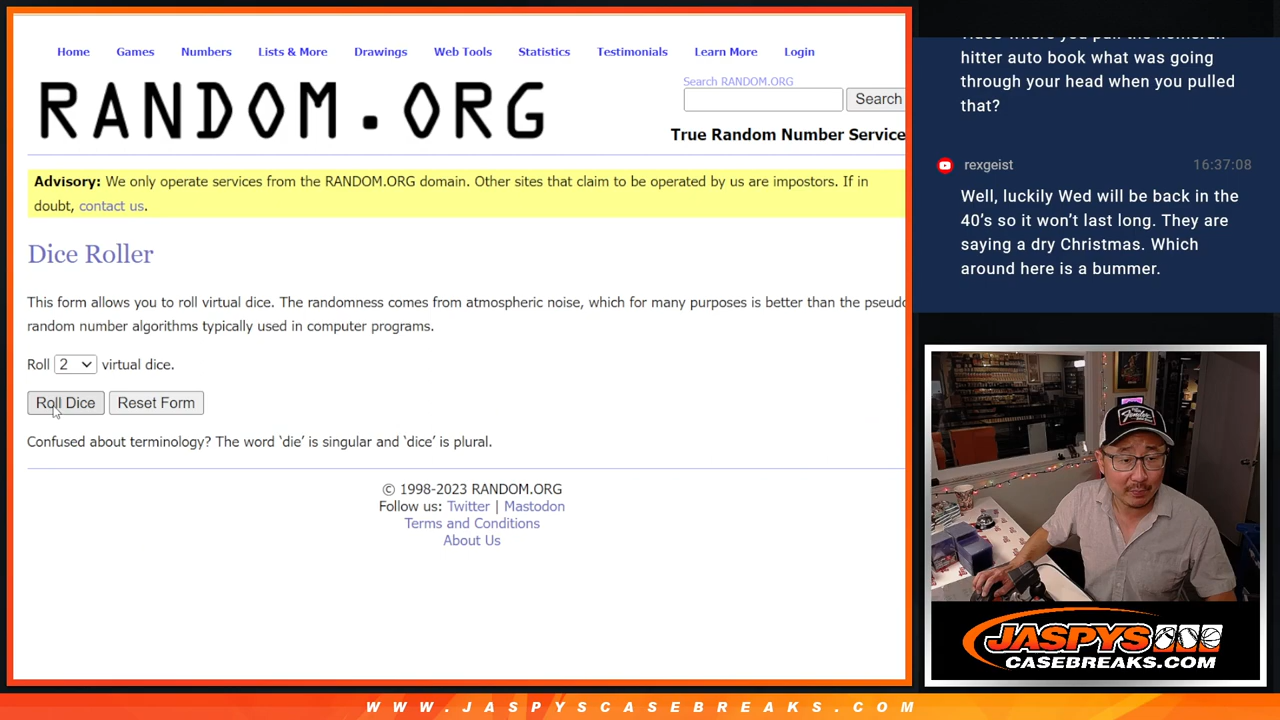 Home Games Numbers Lists & More Drawings Web Tools Statistics Testimonials Learn More Login
RANDOM.ORG
Search RANDOM.ORG
Search
True Random Number Service
Advisory: We only operate services from the RANDOM.ORG domain. Other sites that claim to be operated by us are impostors. If in
doubt, contact us.
Dice Roller
This form allows you to roll virtual dice. The randomness comes from atmospheric noise, which for many purposes is better than the pseudo
random number algorithms typically used in computer programs.
Roll 2 virtual dice.
Roll Dice Reset Form
Confused about terminology? The word ‘die’ is singular and ‘dice’ is plural.
© 1998-2023 RANDOM.ORG
Follow us: Twitter | Mastodon
Terms and Conditions
About Us
hitter auto book what was going
through your head when you pulled
that?
rexgeist 16:37:08
Well, luckily Wed will be back in the
40’s so it won’t last long. They are
saying a dry Christmas. Which
around here is a bummer.
Fender
JASPYS
CASEBREAKS.COM
WWW.JASPYSCASEBREAKS.COM